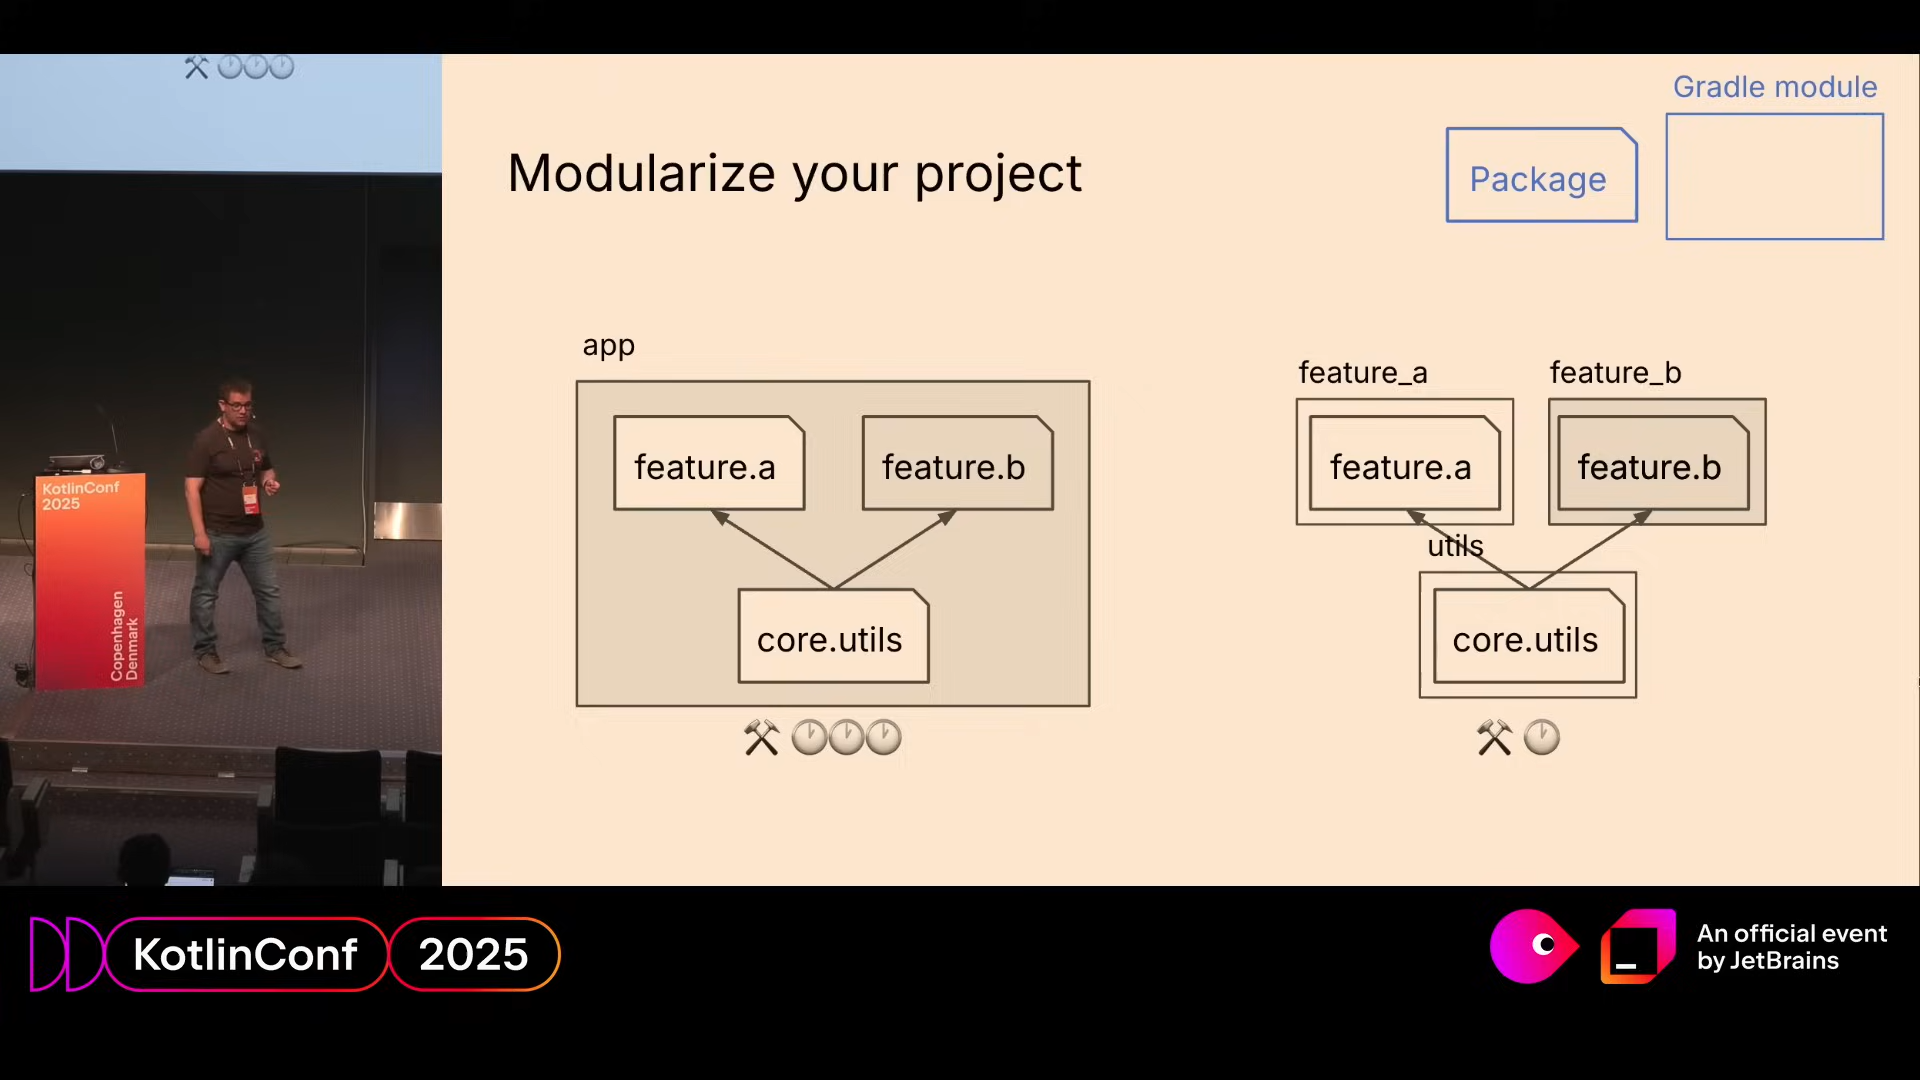 Modularize your project
Package
Gradle module
app
feature.a
feature.b
core.utils
feature_a
feature_b
feature.a
feature.b
utils
core.utils
KotlinConf
2025
Copenhagen
Denmark
KotlinConf
2025
An official event
by JetBrains